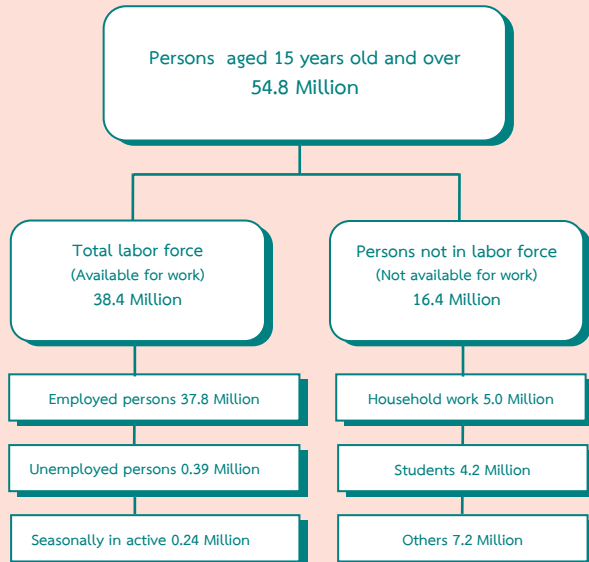 Persons aged 15 years old and over
54.8 Million
Total labor force
(Available for work)
38.4 Million
Persons not in labor force
(Not available for work)
16.4 Million
Employed persons 37.8 Million
Household work 5.0 Million
Unemployed persons 0.39 Million
Students 4.2 Million
Seasonally in active 0.24 Million
Others 7.2 Million